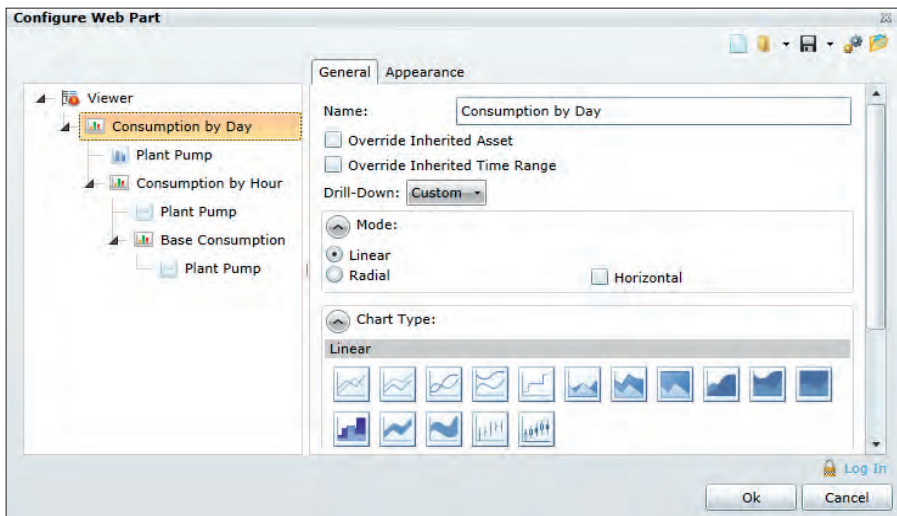 Configure Web Part
General Appearance
Viewer
Consumption by Day
Plant Pump
Consumption by Hour
Plant Pump
Base Consumption
Plant Pump
Name: Consumption by Day
Override Inherited Asset
Override Inherited Time Range
Drill-Down: Custom
Mode:
Linear
Radial Horizontal
Chart Type:
Linear
Log In
Ok Cancel